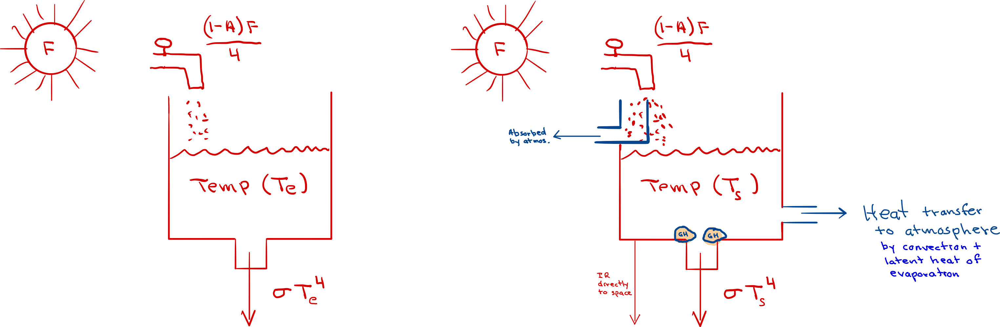 F
(1-A)F
4
Temp (Te)
σTe⁴
F
(1-A)F
4
Absorbed
by atmos.
Temp (Ts)
GH
GH
Heat transfer
to atmosphere
by convection +
latent heat of
evaporation
IR
directly
to space
σTs⁴